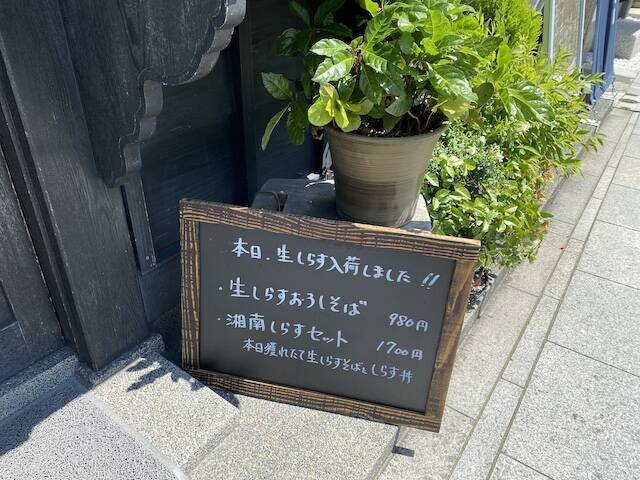 本日、生しらす入荷しました!!
・生しらすおろしそば 980円
・湘南しらすセット 1700円
本日獲れたて生しらすそばとしらす丼